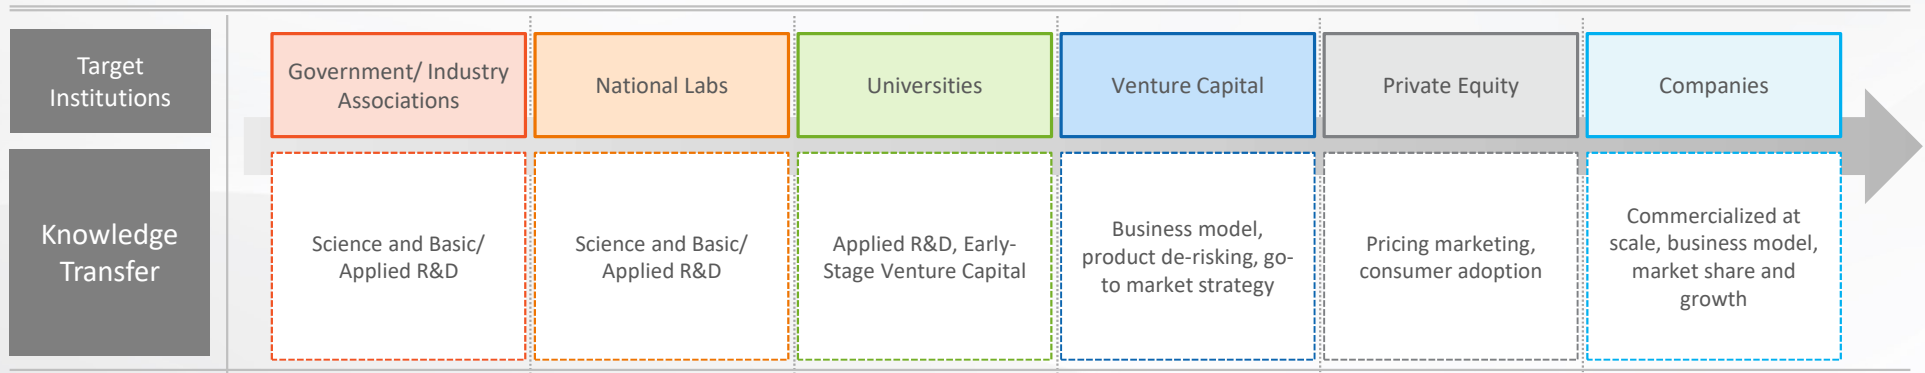 Target
Institutions
Government/ Industry
Associations
National Labs
Universities
Venture Capital
Private Equity
Companies
Knowledge
Transfer
Science and Basic/
Applied R&D
Science and Basic/
Applied R&D
Applied R&D, Early-
Stage Venture Capital
Business model,
product de-risking, go-
to market strategy
Pricing marketing,
consumer adoption
Commercialized at
scale, business model,
market share and
growth